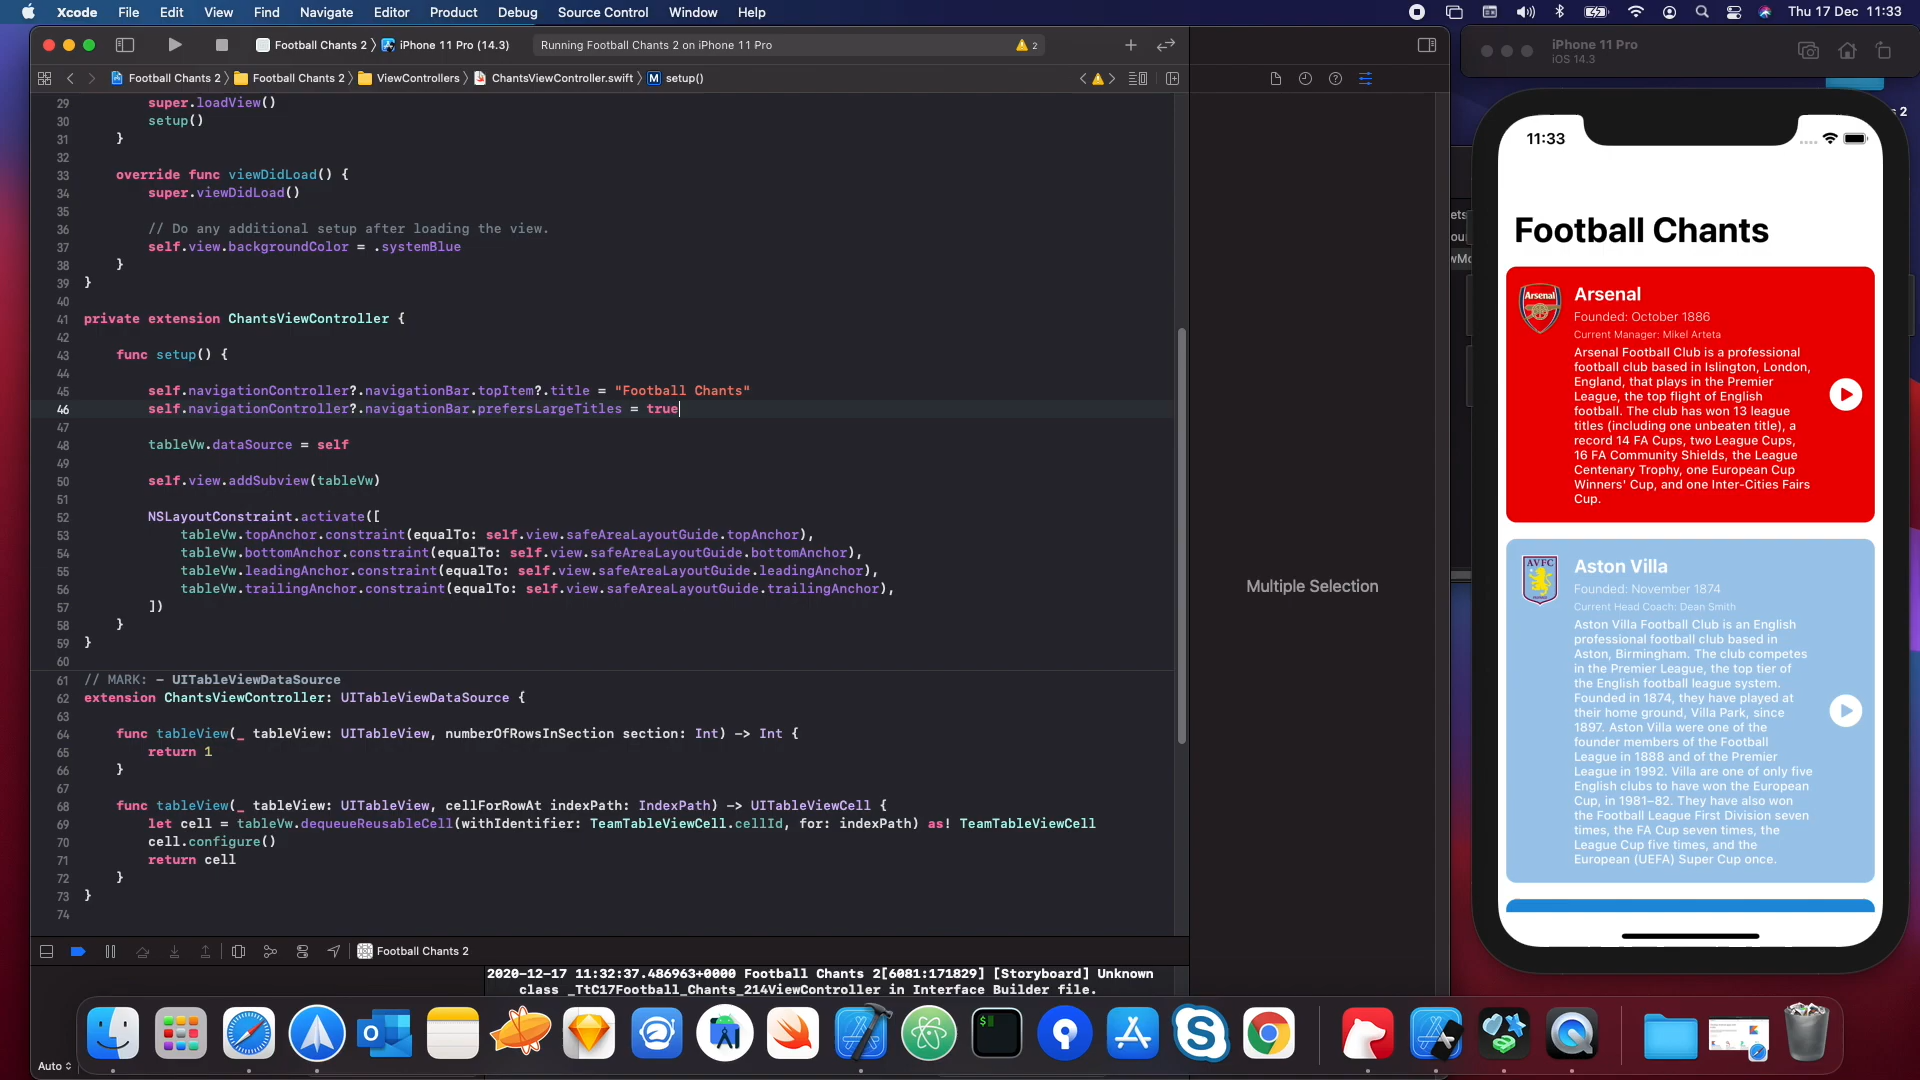 Xcode File Edit View Find Navigate Editor Product Debug Source Control Window Help
Thu 17 Dec 11:33
Football Chants 2 iPhone 11 Pro (14.3)
Running Football Chants 2 on iPhone 11 Pro
2
Football Chants 2 Football Chants 2 ViewControllers ChantsViewController.swift M setup()
29 super.loadView()
30 setup()
31 }
32
33 override func viewDidLoad() {
34 super.viewDidLoad()
35
36 // Do any additional setup after loading the view.
37 self.view.backgroundColor = .systemBlue
38 }
39 }
40
41 private extension ChantsViewController {
42
43 func setup() {
44
45 self.navigationController?.navigationBar.topItem?.title = "Football Chants"
46 self.navigationController?.navigationBar.prefersLargeTitles = true
47
48 tableVw.dataSource = self
49
50 self.view.addSubview(tableVw)
51
52 NSLayoutConstraint.activate([
53 tableVw.topAnchor.constraint(equalTo: self.view.safeAreaLayoutGuide.topAnchor),
54 tableVw.bottomAnchor.constraint(equalTo: self.view.safeAreaLayoutGuide.bottomAnchor),
55 tableVw.leadingAnchor.constraint(equalTo: self.view.safeAreaLayoutGuide.leadingAnchor),
56 tableVw.trailingAnchor.constraint(equalTo: self.view.safeAreaLayoutGuide.trailingAnchor),
57 ])
58 }
59 }
60
61 // MARK: - UITableViewDataSource
62 extension ChantsViewController: UITableViewDataSource {
63
64 func tableView(_ tableView: UITableView, numberOfRowsInSection section: Int) -> Int {
65 return 1
66 }
67
68 func tableView(_ tableView: UITableView, cellForRowAt indexPath: IndexPath) -> UITableViewCell {
69 let cell = tableVw.dequeueReusableCell(withIdentifier: TeamTableViewCell.cellId, for: indexPath) as! TeamTableViewCell
70 cell.configure()
71 return cell
72 }
73 }
74
Football Chants 2
2020-12-17 11:32:37.486963+0000 Football Chants 2[6081:171829] [Storyboard] Unknown
class _TtC17Football_Chants_214ViewController in Interface Builder file.
Auto
Multiple Selection
iPhone 11 Pro
iOS 14.3
s 2
11:33
Football Chants
Arsenal
Arsenal
Founded: October 1886
Current Manager: Mikel Arteta
Arsenal Football Club is a professional
football club based in Islington, London,
England, that plays in the Premier
League, the top flight of English
football. The club has won 13 league
titles (including one unbeaten title), a
record 14 FA Cups, two League Cups,
16 FA Community Shields, the League
Centenary Trophy, one European Cup
Winners' Cup, and one Inter-Cities Fairs
Cup.
AVFC
Aston Villa
Founded: November 1874
Current Head Coach: Dean Smith
Aston Villa Football Club is an English
professional football club based in
Aston, Birmingham. The club competes
in the Premier League, the top tier of
the English football league system.
Founded in 1874, they have played at
their home ground, Villa Park, since
1897. Aston Villa were one of the
founder members of the Football
League in 1888 and of the Premier
League in 1992. Villa are one of only five
English clubs to have won the European
Cup, in 1981–82. They have also won
the Football League First Division seven
times, the FA Cup seven times, the
League Cup five times, and the
European (UEFA) Super Cup once.